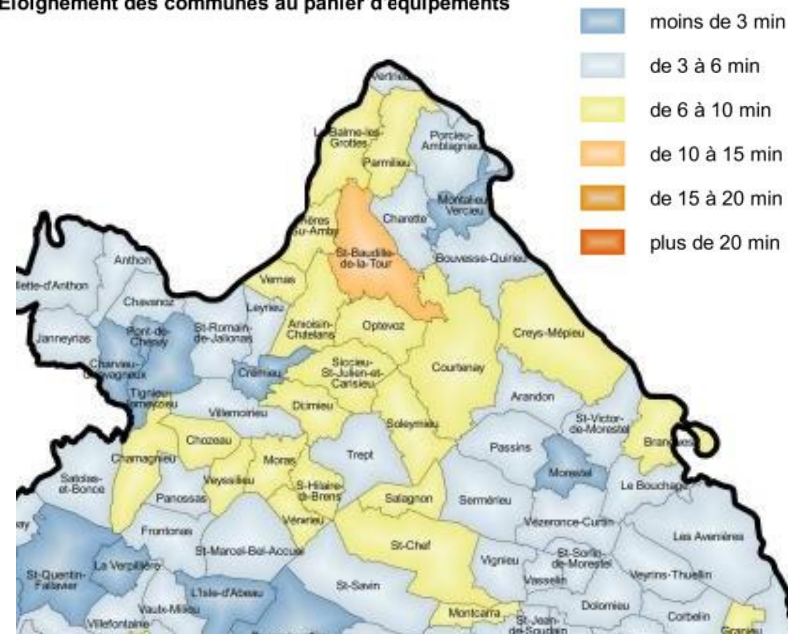 Eloignement des communes au panier d'équipements
moins de 3 min
de 3 à 6 min
de 6 à 10 min
de 10 à 15 min
de 15 à 20 min
plus de 20 min
Vertrieu
La Balme-les-
Grottes
Porcieu-
Amblagnieu
Parmilieu
Montalieu-
Vercieu
Charette
St-Baudille-
de-la-Tour
Bouvesse-Quirieu
Anthon
Vernas
Chavanoz
Leyrieu
Janneyrias
Pont-de-
Chéruy
St-Romain-
de-Jalionas
Optevoz
Creys-Mépieu
Courtenay
Crémieu
Siccieu-
St-Julien-et-
Carisieu
Arandon
Villemoirieu
Dizimieu
Soleymieu
St-Victor-
de-Morestel
Chozeau
Passins
Trept
Moras
Chamagnieu
Veyssilieu
Morestel
Satolas-
et-Bonce
Panossas
St-Hilaire-
de-Brens
Salagnon
Sermérieu
Le Bouchage
Vénérieu
Vézeronce-Curtin
Frontonas
St-Marcel-Bel-Accueil
St-Chef
Les Avenières
St-Quentin-
Fallavier
La Verpillière
Vignieu
St-Sorlin-
de-Morestel
Vasselin
Veyrins-Thuellin
L'Isle-d'Abeau
St-Savin
Vaulx-Milieu
Villefontaine
Montcarra
Dolomieu
Corbelin
St-Jean-
de-Soudain
Granieu